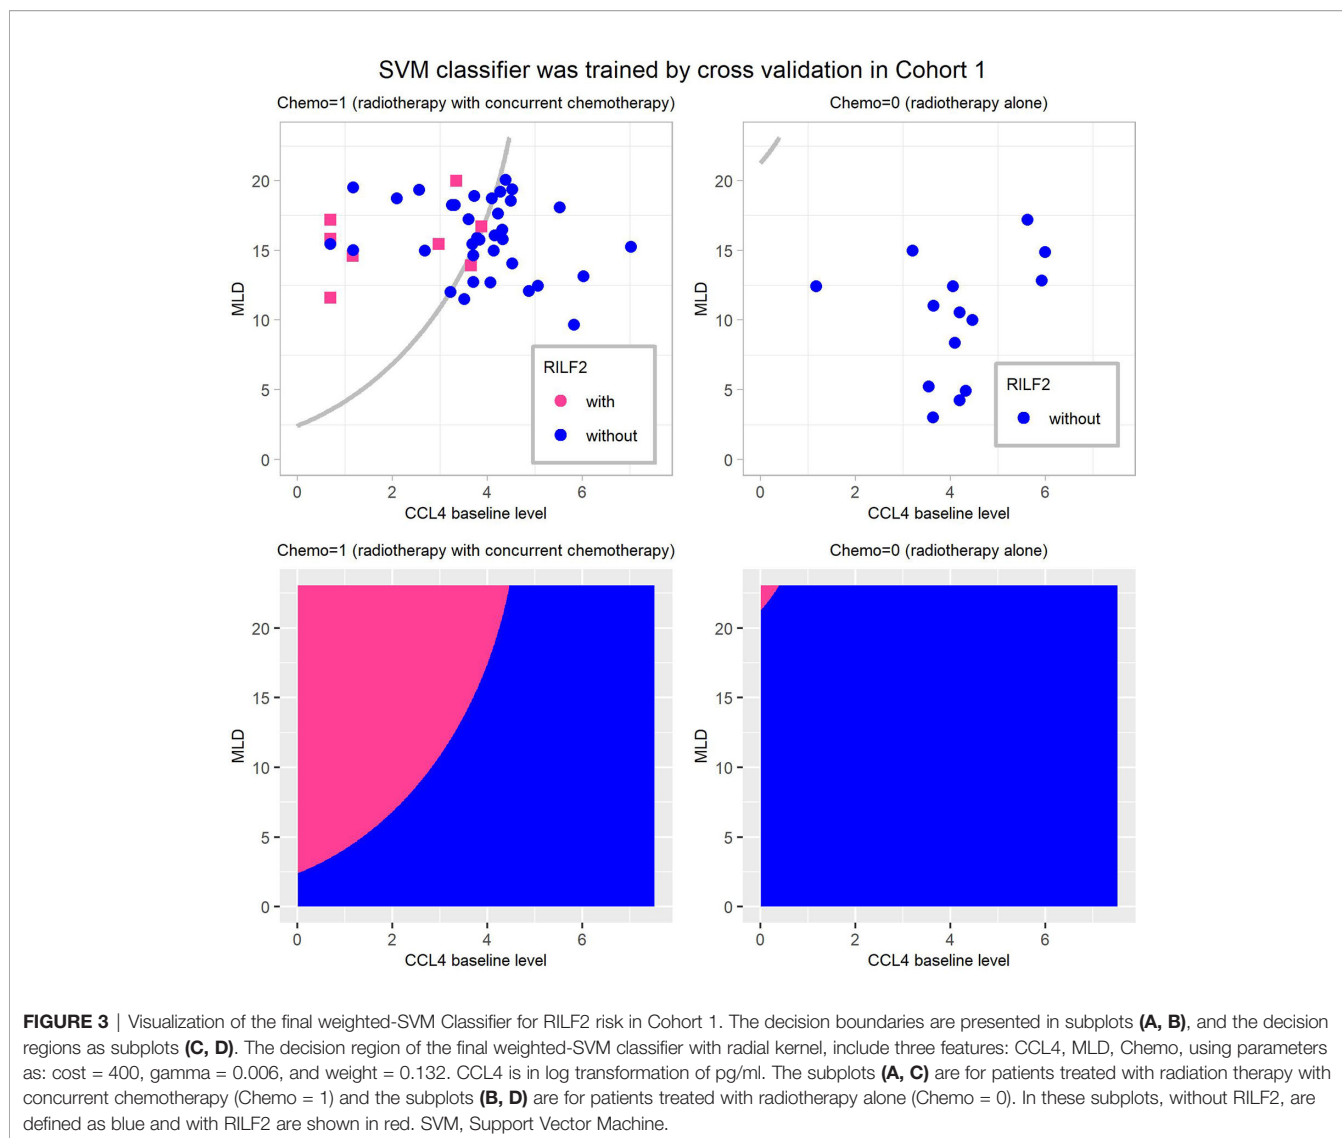 SVM classifier was trained by cross validation in Cohort 1
Chemo=1 (radiotherapy with concurrent chemotherapy)
20
15
10
5
0
MLD
RILF2
with
without
0 2 4 6
CCL4 baseline level
Chemo=0 (radiotherapy alone)
20
15
10
5
0
MLD
RILF2
without
0 2 4 6
CCL4 baseline level
Chemo=1 (radiotherapy with concurrent chemotherapy)
20
15
10
5
0
MLD
0 2 4 6
CCL4 baseline level
Chemo=0 (radiotherapy alone)
20
15
10
5
0
MLD
0 2 4 6
CCL4 baseline level
FIGURE 3 | Visualization of the final weighted-SVM Classifier for RILF2 risk in Cohort 1. The decision boundaries are presented in subplots (A, B), and the decision
regions as subplots (C, D). The decision region of the final weighted-SVM classifier with radial kernel, include three features: CCL4, MLD, Chemo, using parameters
as: cost = 400, gamma = 0.006, and weight = 0.132. CCL4 is in log transformation of pg/ml. The subplots (A, C) are for patients treated with radiation therapy with
concurrent chemotherapy (Chemo = 1) and the subplots (B, D) are for patients treated with radiotherapy alone (Chemo = 0). In these subplots, without RILF2, are
defined as blue and with RILF2 are shown in red. SVM, Support Vector Machine.